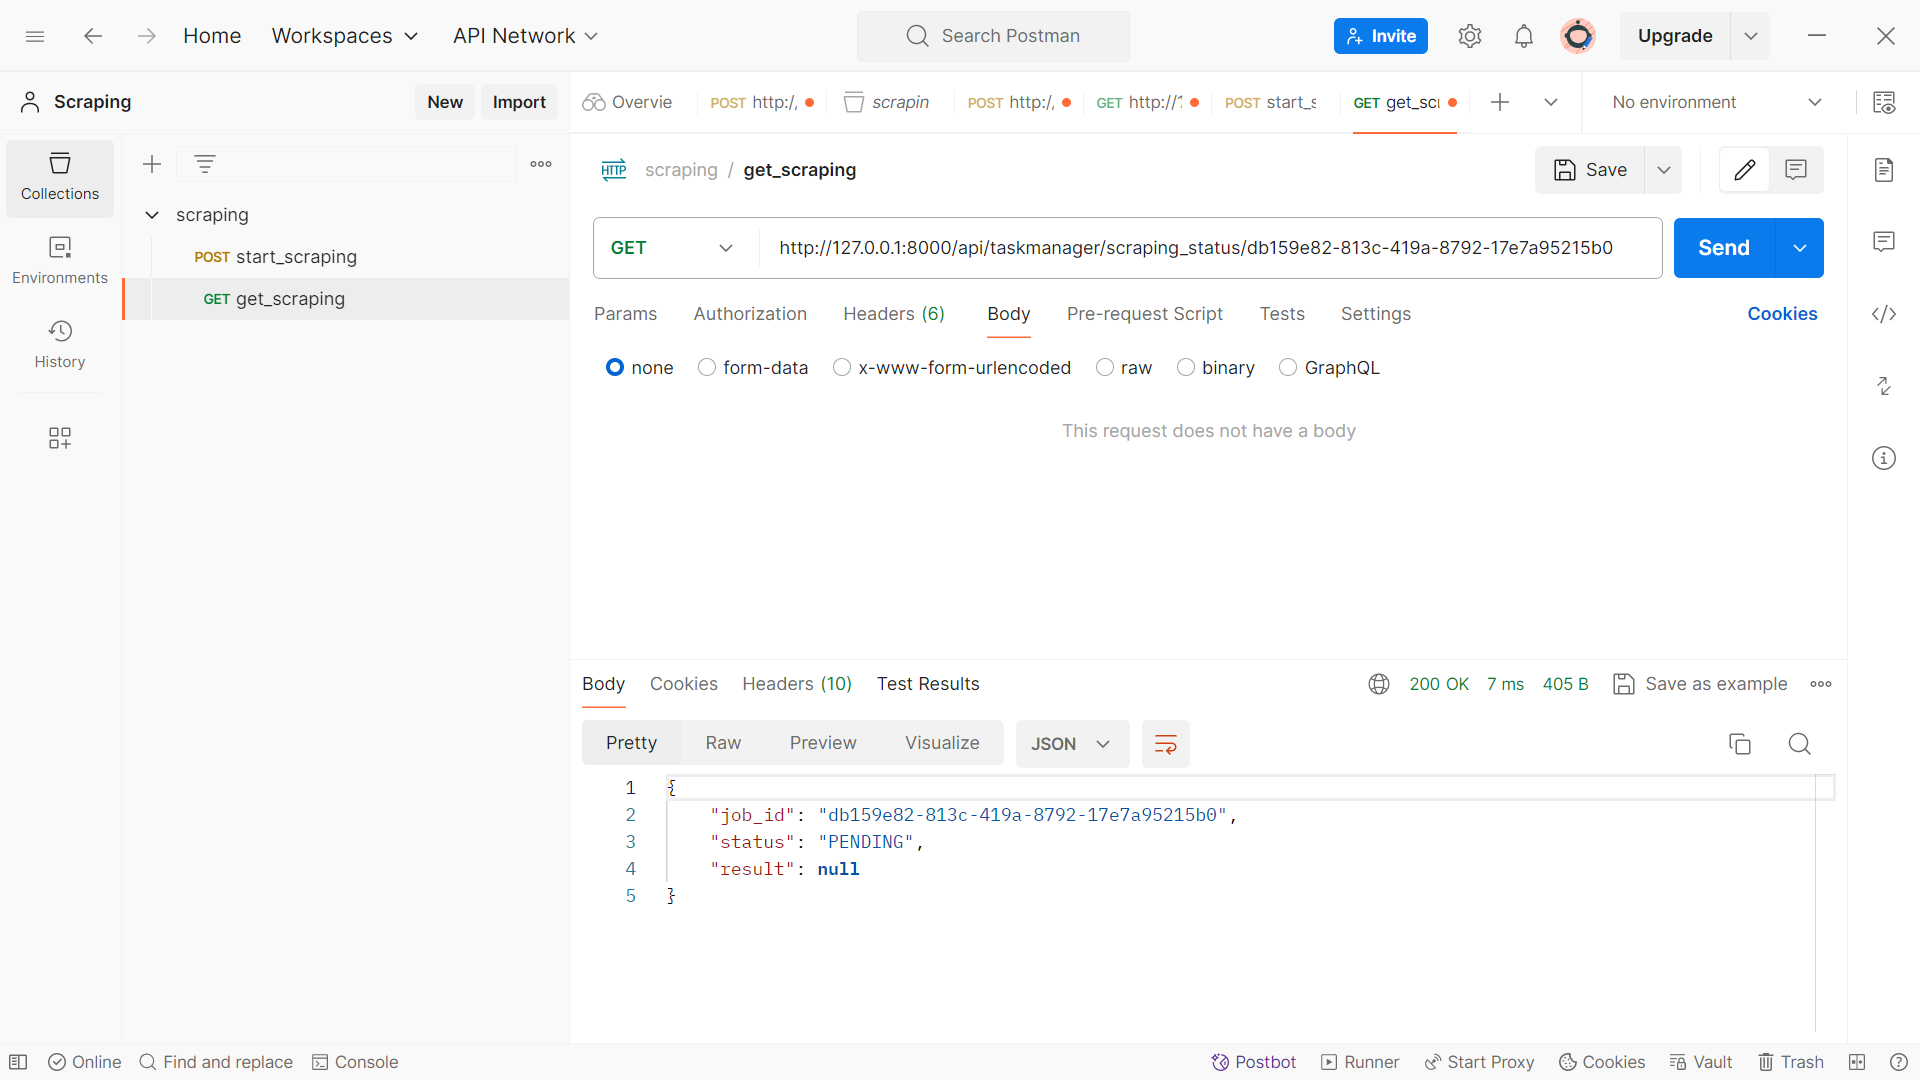 Home Workspaces API Network Search Postman Invite Upgrade
Scraping New Import
Overvie POST http:/, scrapin POST http:/, GET http://1 POST start_s GET get_scr No environment
Collections
Environments
History
scraping
POST start_scraping
GET get_scraping
HTTP scraping / get_scraping Save
GET http://127.0.0.1:8000/api/taskmanager/scraping_status/db159e82-813c-419a-8792-17e7a95215b0 Send
Params Authorization Headers (6) Body Pre-request Script Tests Settings Cookies
none form-data x-www-form-urlencoded raw binary GraphQL
This request does not have a body
Body Cookies Headers (10) Test Results 200 OK 7 ms 405 B Save as example
Pretty Raw Preview Visualize JSON
1 {
2 "job_id": "db159e82-813c-419a-8792-17e7a95215b0",
3 "status": "PENDING",
4 "result": null
5 }
Online Find and replace Console Postbot Runner Start Proxy Cookies Vault Trash